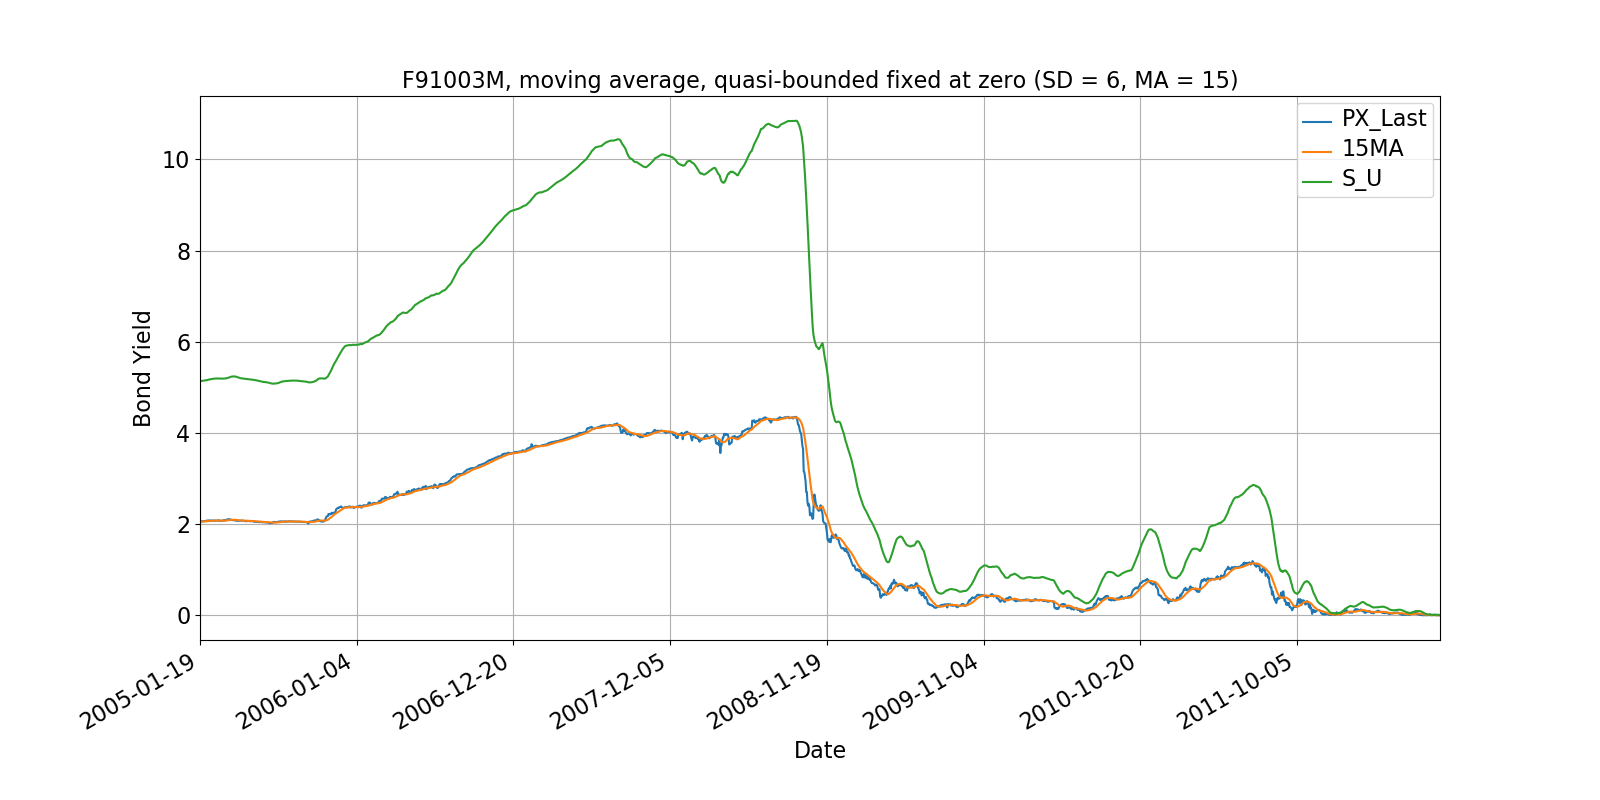 F91003M, moving average, quasi-bounded fixed at zero (SD = 6, MA = 15)
PX_Last
15MA
S_U
Bond Yield
10
8
6
4
2
0
2005-01-19
2006-01-04
2006-12-20
2007-12-05
2008-11-19
2009-11-04
2010-10-20
2011-10-05
Date